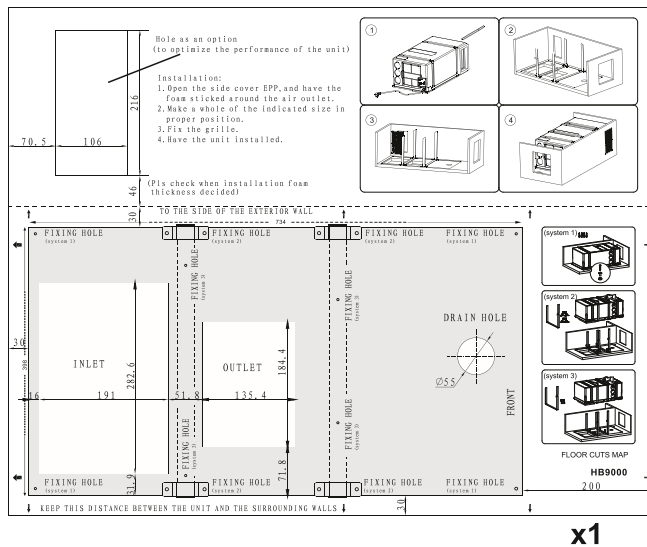 Hole as an option
(to optimize the performance of the unit)
Installation:
1. Open the side cover EPP, and have the
foam sticked around the air outlet.
2. Make a whole of the indicated size in
proper position.
3. Fix the grille.
4. Have the unit installed.
216
70.5
106
46
(Pls check when installation foam
thickness decided)
30
TO THE SIDE OF THE EXTERIOR WALL
734
1
2
3
4
FIXING HOLE
(system 1)
FIXING HOLE
(system 2)
FIXING HOLE
(system 2)
FIXING HOLE
(system 1)
FIXING HOLE
(system 3)
FIXING HOLE
(system 3)
30
398
INLET
282.6
16
191
51.8
OUTLET
184.4
135.4
DRAIN HOLE
Ø55
FRONT
31.9
71.8
FIXING HOLE
(system 3)
FIXING HOLE
(system 3)
FIXING HOLE
(system 1)
FIXING HOLE
(system 2)
FIXING HOLE
(system 2)
FIXING HOLE
(system 1)
KEEP THIS DISTANCE BETWEEN THE UNIT AND THE SURROUNDING WALLS
30
(system 1)
(system 2)
(system 3)
FLOOR CUTS MAP
HB9000
200
x1